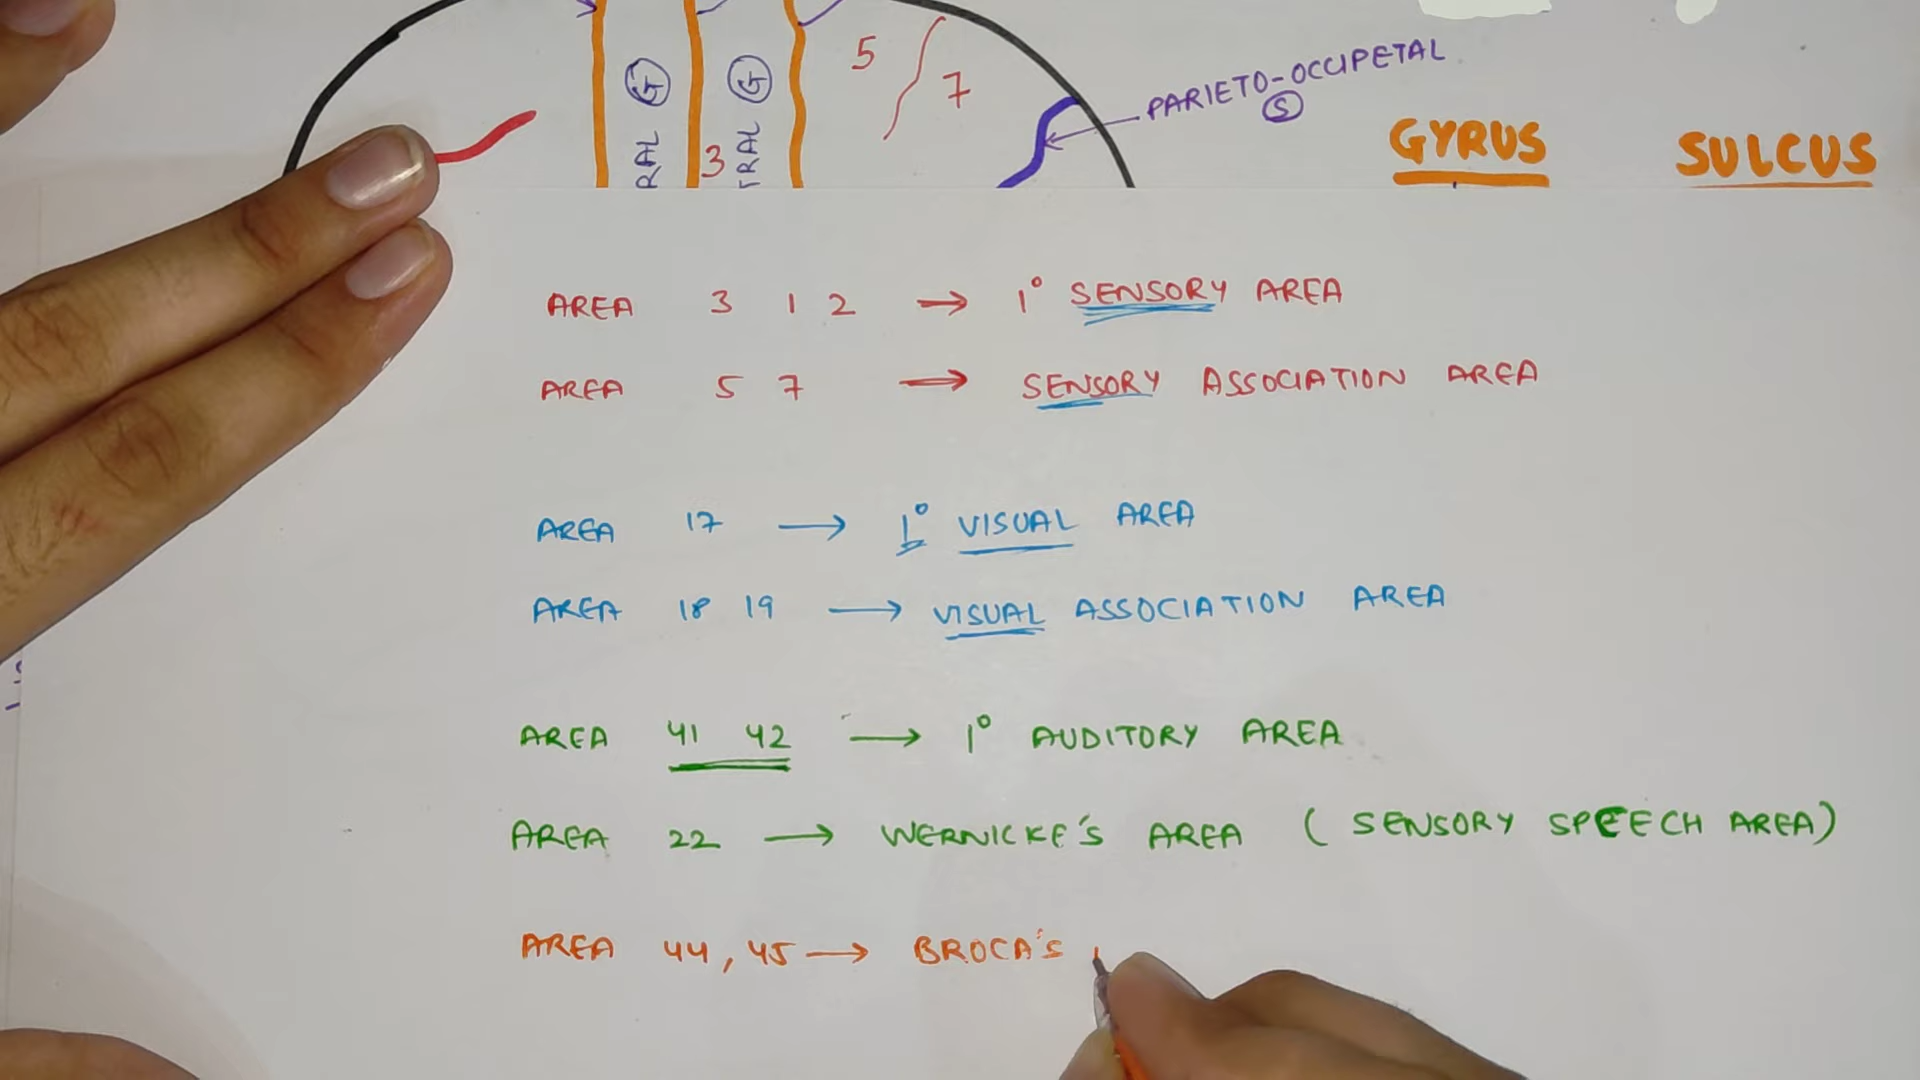 5
7
PARIETO-OCCIPETAL
S
G
G
RAL
3
TRAL
GYRUS SULCUS
AREA 3 1 2 → 1° SENSORY AREA
AREA 5 7 → SENSORY ASSOCIATION AREA
AREA 17 → 1° VISUAL AREA
AREA 18 19 → VISUAL ASSOCIATION AREA
AREA 41 42 → 1° AUDITORY AREA
AREA 22 → WERNICKE'S AREA ( SENSORY SPEECH AREA)
AREA 44, 45 → BROCA'S